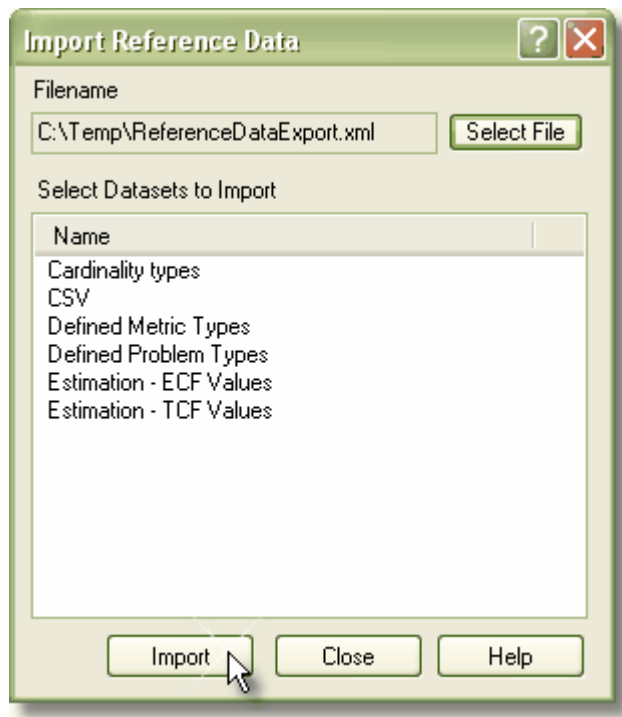 Import Reference Data
Filename
C:\Temp\ReferenceDataExport.xml Select File
Select Datasets to Import
Name
Cardinality types
CSV
Defined Metric Types
Defined Problem Types
Estimation - ECF Values
Estimation - TCF Values
Import Close Help